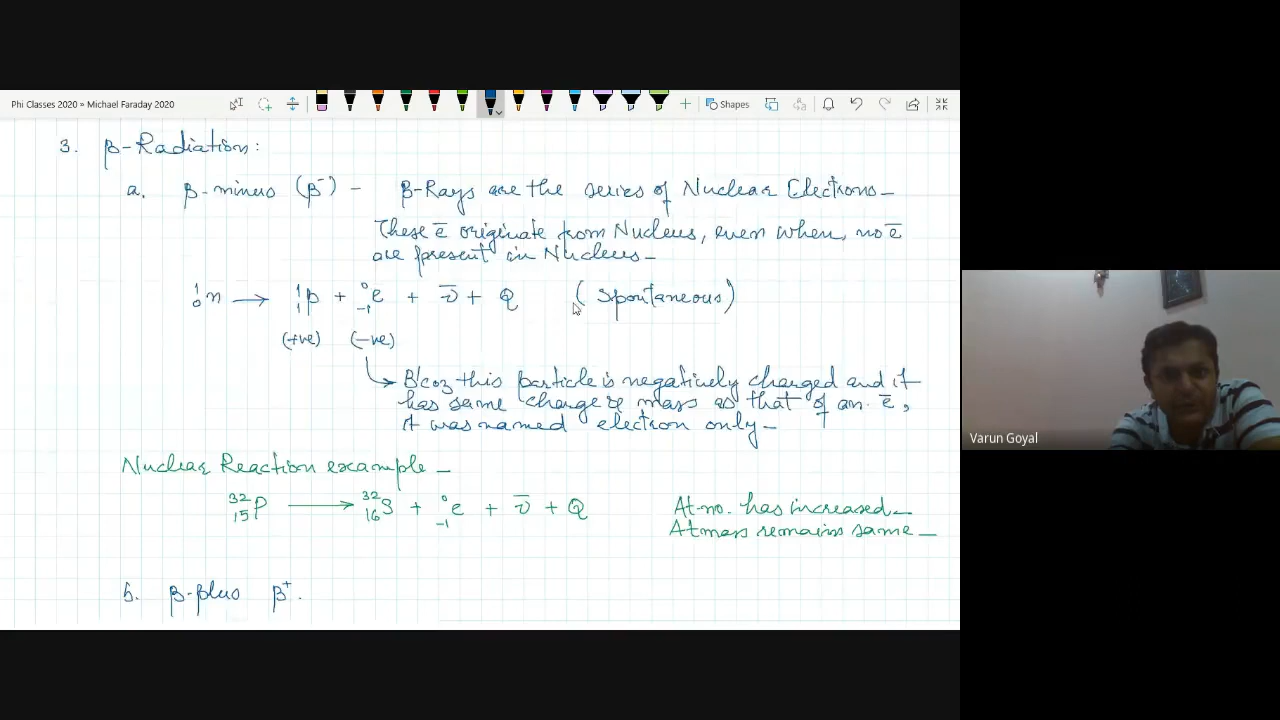 Phi Classes 2020 » Michael Faraday 2020
Shapes
3. β-Radiation:
a. β-minus (β⁻) - β-Rays are the series of Nuclear Electrons-
These e̅ originate from Nucleus, even when, no e̅
are present in Nucleus-
¹₀n → ¹₁p + ⁰₋₁e + ν̅ + Q (Spontaneous)
(+ve) (-ve)
B'coz this particle is negatively charged and it
has same charge & mass as that of an e̅,
it was named electron only-
Nuclear Reaction example -
³²₁₅P → ³²₁₆S + ⁰₋₁e + ν̅ + Q At-no. has increased-
At mass remains same -
b. β-plus β⁺.
Varun Goyal